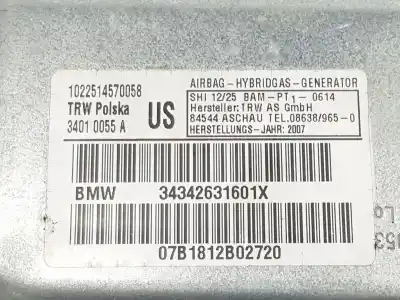 1022514570058
TRW Polska
3401 0055 A
US
AIRBAG-HYBRIDGAS-GENERATOR
SHI 12/25 BAM-PT1-0614
Hersteller:TRW AS GmbH
84544 ASCHAU TEL.08638/965-0
HERSTELLUNGS-JAHR: 2007
BMW 34342631601X
07B1812B02720